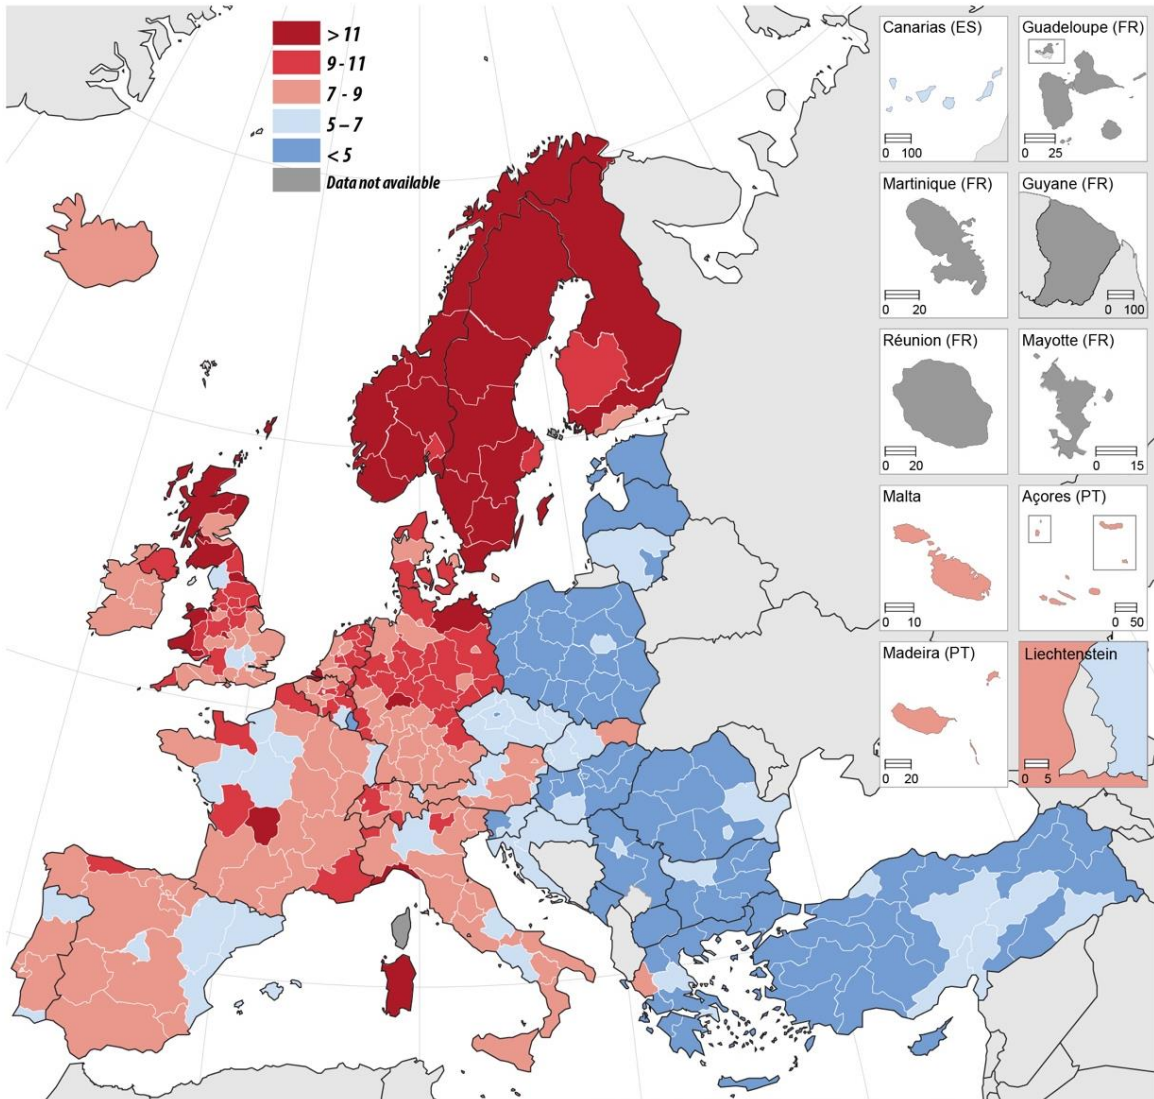 > 11
9 - 11
7 - 9
5 – 7
< 5
Data not available
Canarias (ES)
0 100
Guadeloupe (FR)
0 25
Martinique (FR)
0 20
Guyane (FR)
0 100
Réunion (FR)
0 20
Mayotte (FR)
0 15
Malta
0 10
Açores (PT)
0 50
Madeira (PT)
0 20
Liechtenstein
0 5